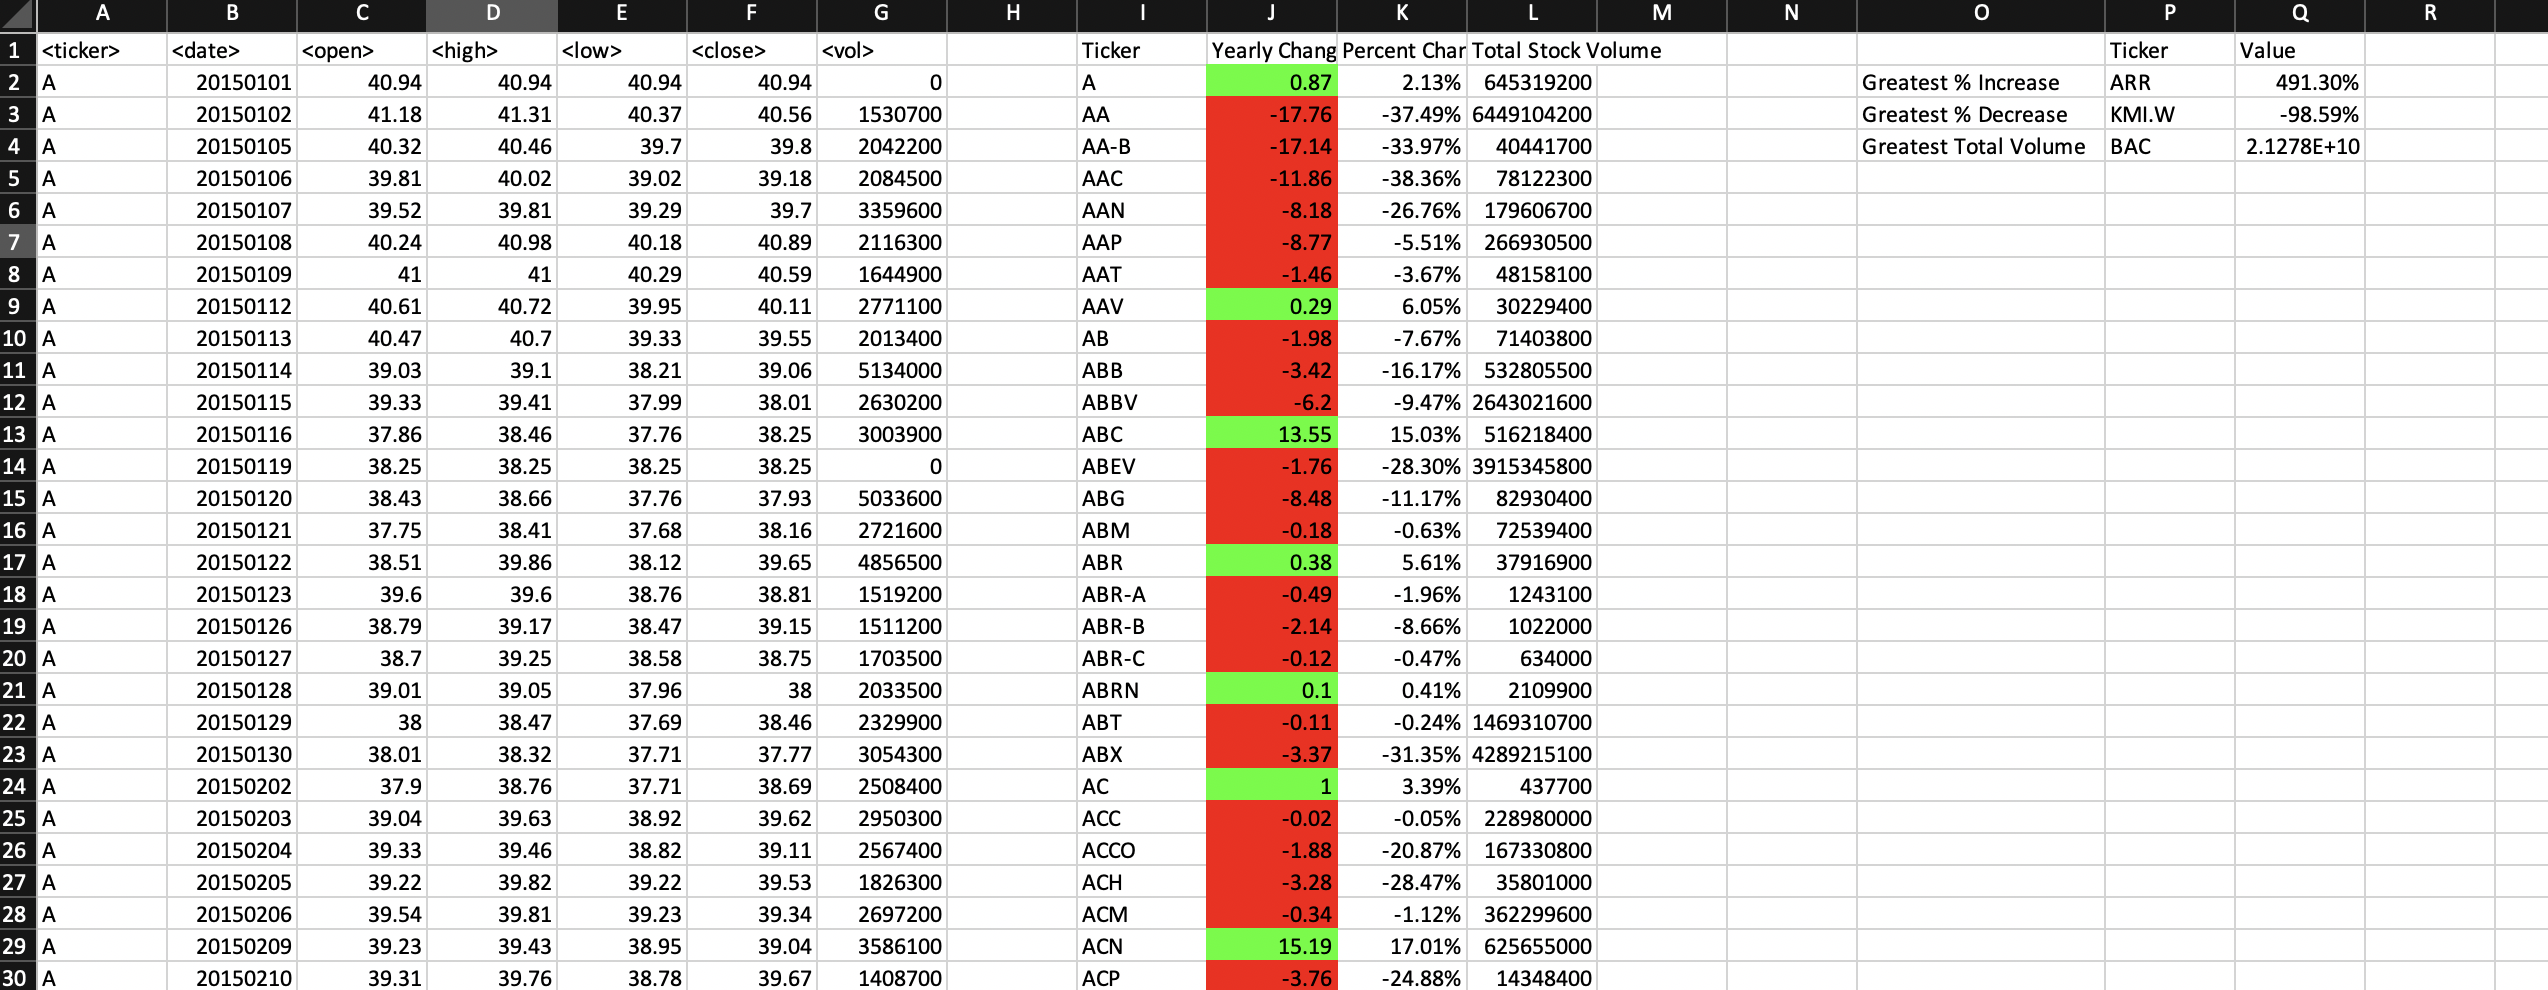 A B C D E F G H I J K L M N O P Q R
1 <ticker> <date> <open> <high> <low> <close> <vol> Ticker Yearly Chang Percent Char Total Stock Volume Ticker Value
2 A 20150101 40.94 40.94 40.94 40.94 0 A 0.87 2.13% 645319200 Greatest % Increase ARR 491.30%
3 A 20150102 41.18 41.31 40.37 40.56 1530700 AA -17.76 -37.49% 6449104200 Greatest % Decrease KMI.W -98.59%
4 A 20150105 40.32 40.46 39.7 39.8 2042200 AA-B -17.14 -33.97% 40441700 Greatest Total Volume BAC 2.1278E+10
5 A 20150106 39.81 40.02 39.02 39.18 2084500 AAC -11.86 -38.36% 78122300
6 A 20150107 39.52 39.81 39.29 39.7 3359600 AAN -8.18 -26.76% 179606700
7 A 20150108 40.24 40.98 40.18 40.89 2116300 AAP -8.77 -5.51% 266930500
8 A 20150109 41 41 40.29 40.59 1644900 AAT -1.46 -3.67% 48158100
9 A 20150112 40.61 40.72 39.95 40.11 2771100 AAV 0.29 6.05% 30229400
10 A 20150113 40.47 40.7 39.33 39.55 2013400 AB -1.98 -7.67% 71403800
11 A 20150114 39.03 39.1 38.21 39.06 5134000 ABB -3.42 -16.17% 532805500
12 A 20150115 39.33 39.41 37.99 38.01 2630200 ABBV -6.2 -9.47% 2643021600
13 A 20150116 37.86 38.46 37.76 38.25 3003900 ABC 13.55 15.03% 516218400
14 A 20150119 38.25 38.25 38.25 38.25 0 ABEV -1.76 -28.30% 3915345800
15 A 20150120 38.43 38.66 37.76 37.93 5033600 ABG -8.48 -11.17% 82930400
16 A 20150121 37.75 38.41 37.68 38.16 2721600 ABM -0.18 -0.63% 72539400
17 A 20150122 38.51 39.86 38.12 39.65 4856500 ABR 0.38 5.61% 37916900
18 A 20150123 39.6 39.6 38.76 38.81 1519200 ABR-A -0.49 -1.96% 1243100
19 A 20150126 38.79 39.17 38.47 39.15 1511200 ABR-B -2.14 -8.66% 1022000
20 A 20150127 38.7 39.25 38.58 38.75 1703500 ABR-C -0.12 -0.47% 634000
21 A 20150128 39.01 39.05 37.96 38 2033500 ABRN 0.1 0.41% 2109900
22 A 20150129 38 38.47 37.69 38.46 2329900 ABT -0.11 -0.24% 1469310700
23 A 20150130 38.01 38.32 37.71 37.77 3054300 ABX -3.37 -31.35% 4289215100
24 A 20150202 37.9 38.76 37.71 38.69 2508400 AC 1 3.39% 437700
25 A 20150203 39.04 39.63 38.92 39.62 2950300 ACC -0.02 -0.05% 228980000
26 A 20150204 39.33 39.46 38.82 39.11 2567400 ACCO -1.88 -20.87% 167330800
27 A 20150205 39.22 39.82 39.22 39.53 1826300 ACH -3.28 -28.47% 35801000
28 A 20150206 39.54 39.81 39.23 39.34 2697200 ACM -0.34 -1.12% 362299600
29 A 20150209 39.23 39.43 38.95 39.04 3586100 ACN 15.19 17.01% 625655000
30 A 20150210 39.31 39.76 38.78 39.67 1408700 ACP -3.76 -24.88% 14348400